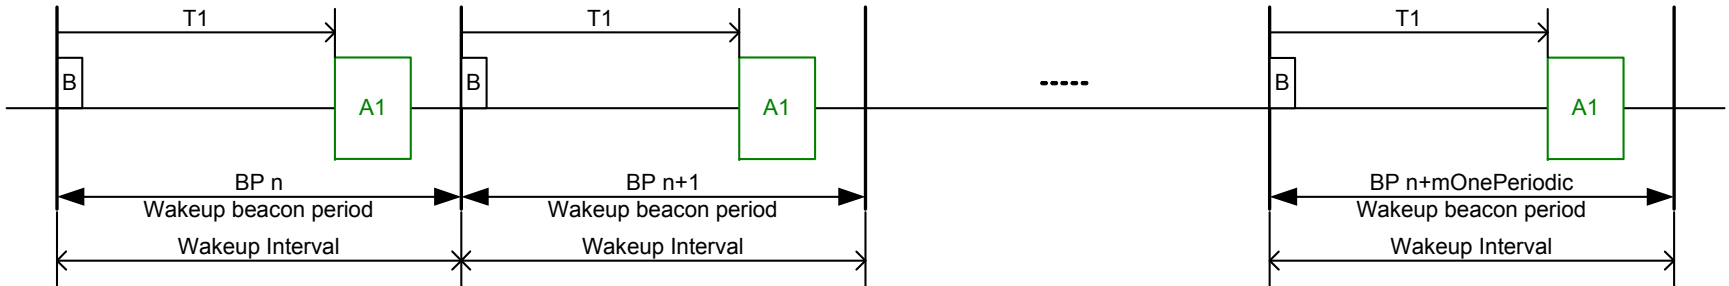 T1 T1 T1
B B B
A1 A1 A1
-----
BP n BP n+1 BP n+mOnePeriodic
Wakeup beacon period Wakeup beacon period Wakeup beacon period
Wakeup Interval Wakeup Interval Wakeup Interval